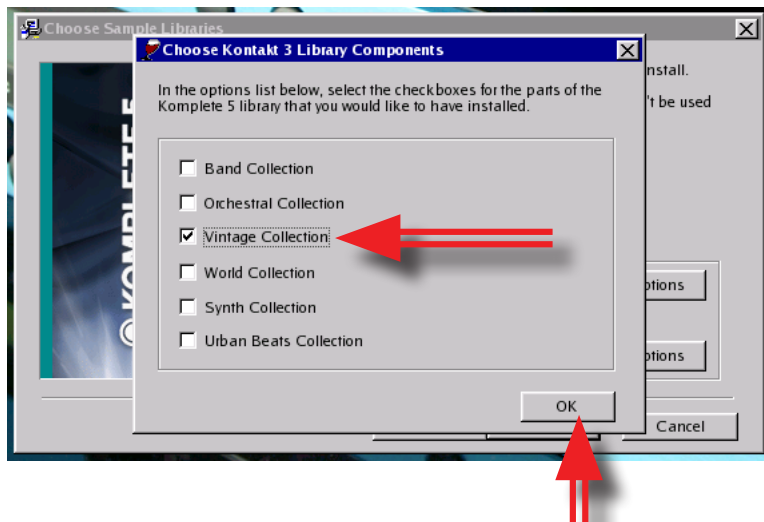 Choose Sample Libraries
Choose Kontakt 3 Library Components
nstall.
In the options list below, select the checkboxes for the parts of the
Komplete 5 library that you would like to have installed.
't be used
KOMPLETE 5
Band Collection
Orchestral Collection
Vintage Collection
World Collection
ptions
Synth Collection
Urban Beats Collection
ptions
OK
Cancel